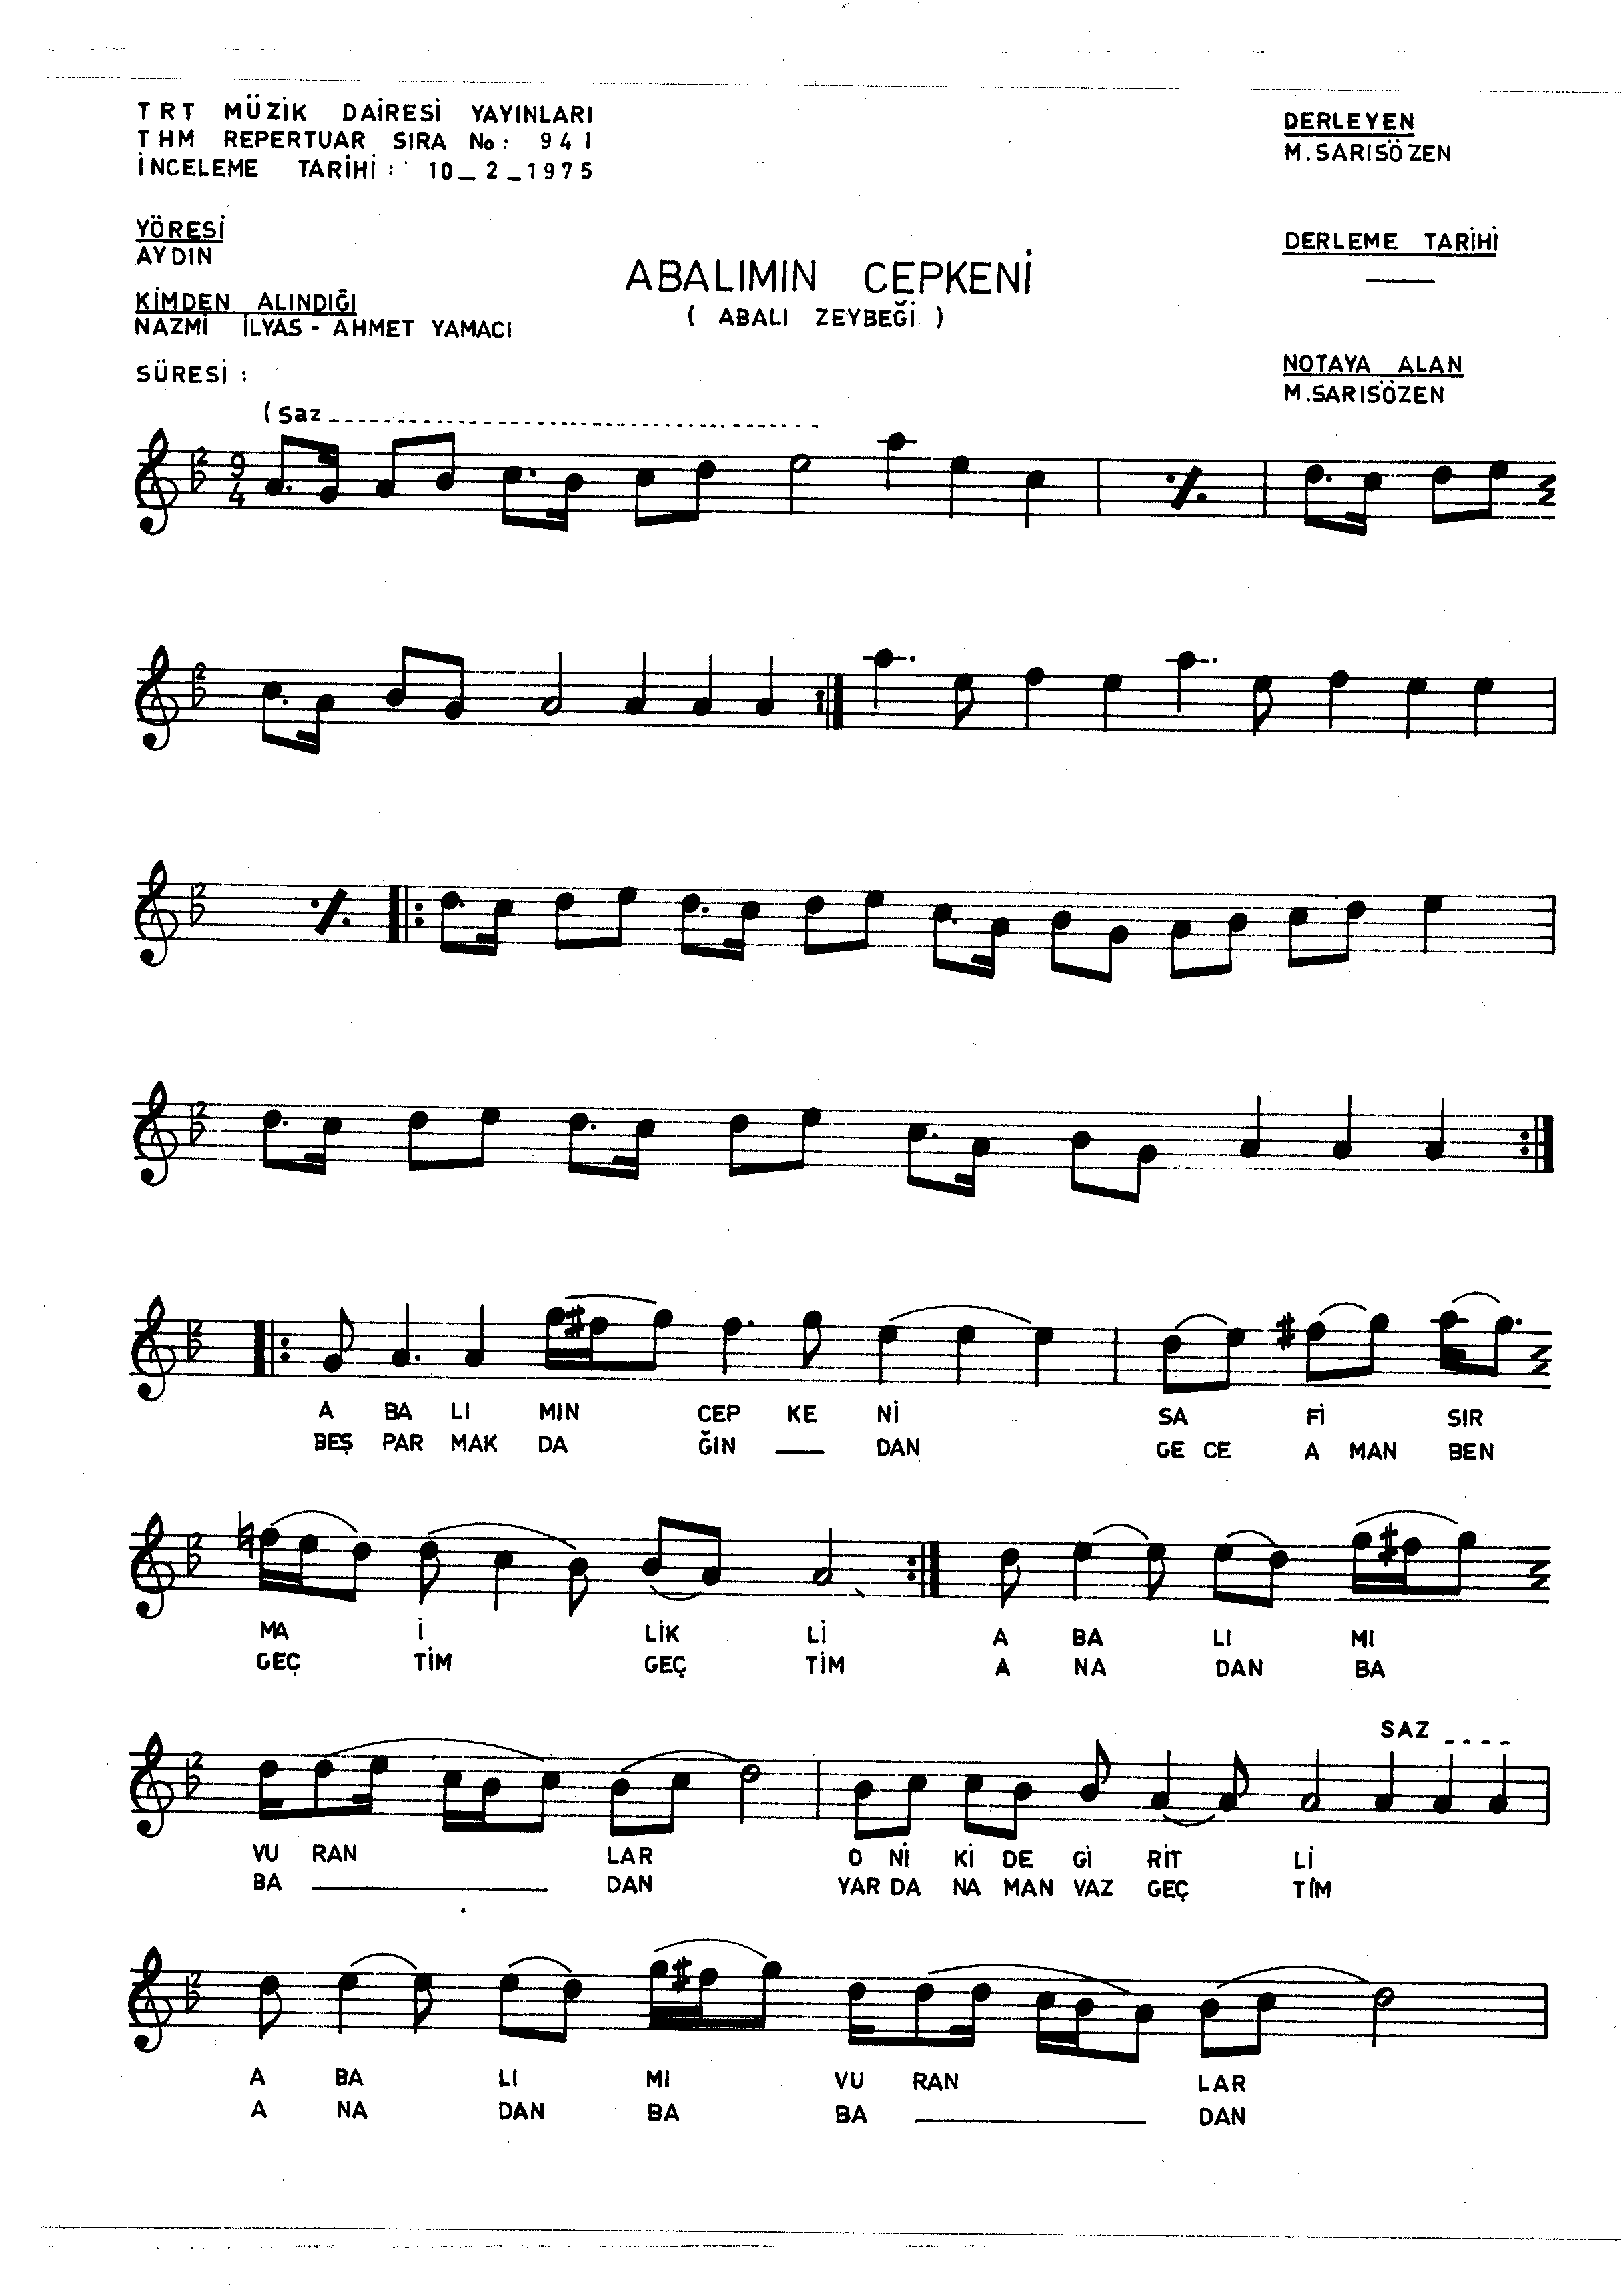 TRT MÜZİK DAİRESİ YAYINLARI
THM REPERTUAR SIRA No: 941
İNCELEME TARİHİ: 10_2_1975
DERLEYEN
M.SARISÖZEN
YÖRESİ
AYDIN
DERLEME TARİHİ
ABALIMIN CEPKENİ
( ABALI ZEYBEĞİ )
KİMDEN ALINDIĞI
NAZMİ İLYAS - AHMET YAMACI
SÜRESİ :
NOTAYA ALAN
M.SARISÖZEN
(Saz
9
4
A BA LI MIN CEP KE Nİ SA Fİ SIR
BEŞ PAR MAK DA ĞIN — DAN GE CE A MAN BEN
MA İ LİK Lİ A BA LI MI
GEÇ TİM GEÇ TİM A NA DAN BA
SAZ
VU RAN LAR O Nİ Kİ DE Gİ RİT Lİ
BA — DAN YAR DA NA MAN VAZ GEÇ TİM
A BA LI MI VU RAN LAR
A NA DAN BA BA — DAN